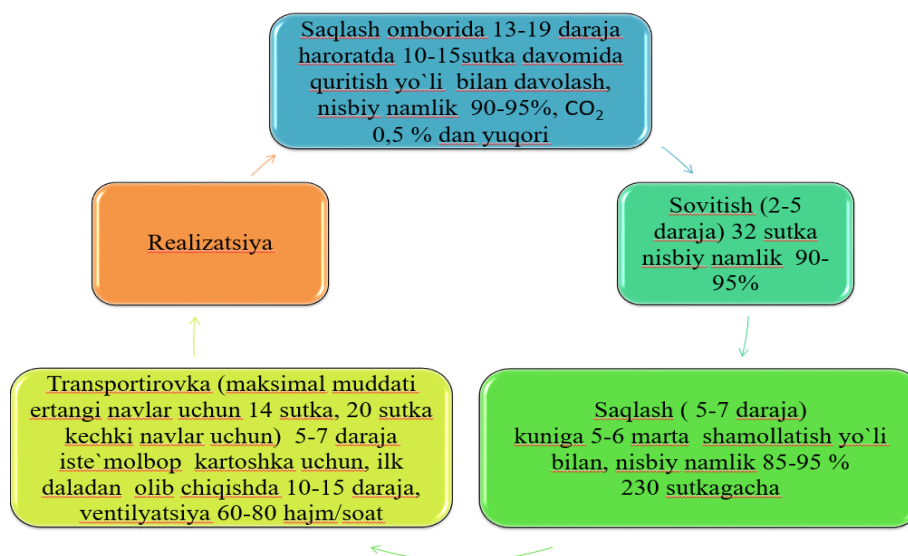 Saqlash omborida 13-19 daraja
haroratda 10-15sutka davomida
quritish yo`li bilan davolash,
nisbiy namlik 90-95%, CO₂
0,5 % dan yuqori
Sovitish (2-5
daraja) 32 sutka
nisbiy namlik 90-
95%
Saqlash ( 5-7 daraja)
kuniga 5-6 marta shamollatish yo`li
bilan, nisbiy namlik 85-95 %
230 sutkagacha
Transportirovka (maksimal muddati
ertangi navlar uchun 14 sutka, 20 sutka
kechki navlar uchun) 5-7 daraja
iste`molbop kartoshka uchun, ilk
daladan olib chiqishda 10-15 daraja,
ventilyatsiya 60-80 hajm/soat
Realizatsiya